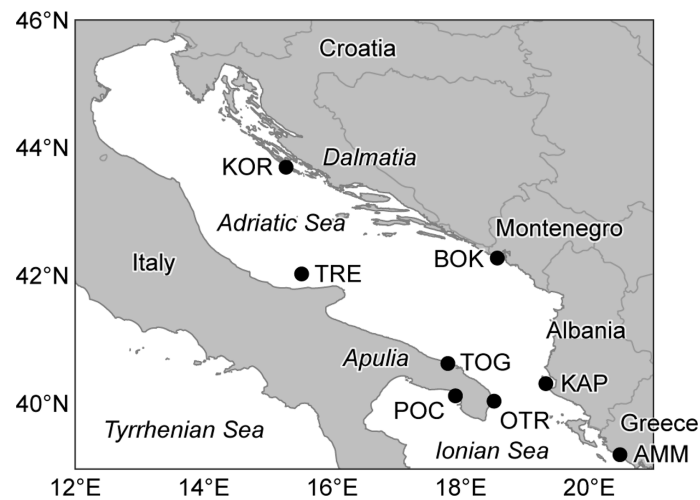 46°N
Croatia
44°N
Dalmatia
KOR
Adriatic Sea
Montenegro
BOK
Italy
TRE
42°N
Albania
Apulia
TOG
KAP
POC
OTR
40°N
Greece
Tyrrhenian Sea
Ionian Sea
AMM
12°E
14°E
16°E
18°E
20°E